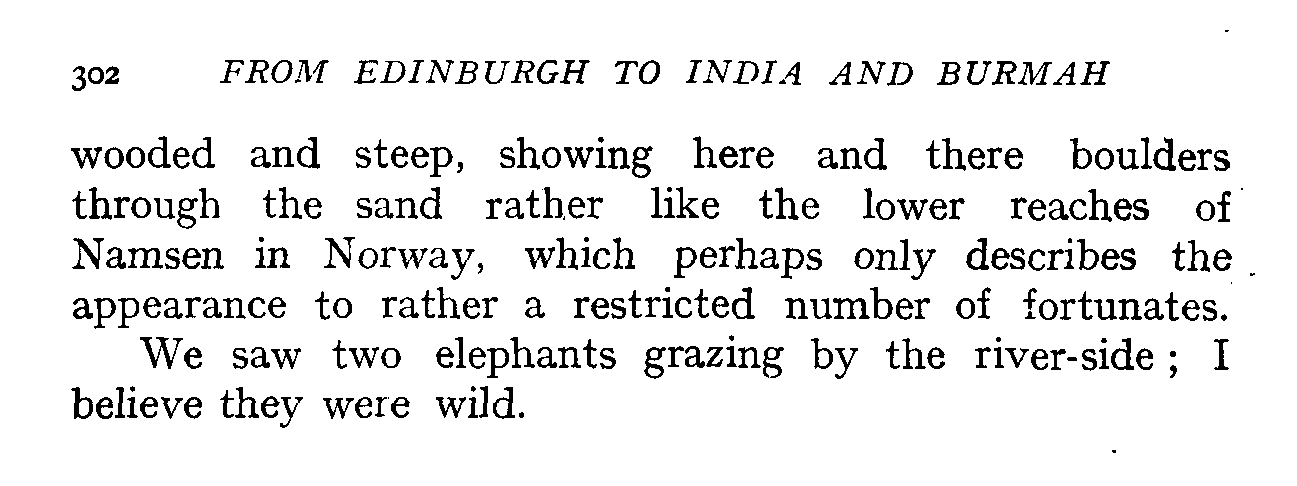 302 FROM EDINBURGH TO INDIA AND BURMAH
wooded and steep, showing here and there boulders
through the sand rather like the lower reaches of
Namsen in Norway, which perhaps only describes the
appearance to rather a restricted number of fortunates.
We saw two elephants grazing by the river-side ; I
believe they were wild.